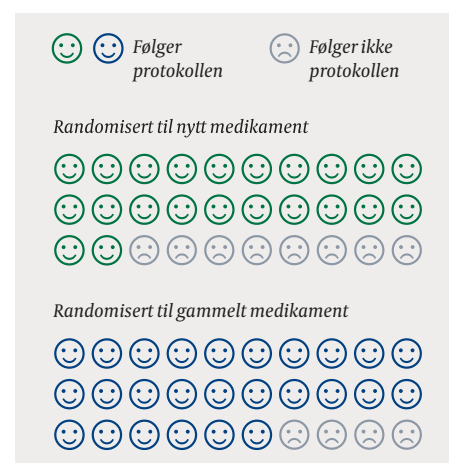 Følger
protokollen
Følger ikke
protokollen
Randomisert til nytt medikament
Randomisert til gammelt medikament